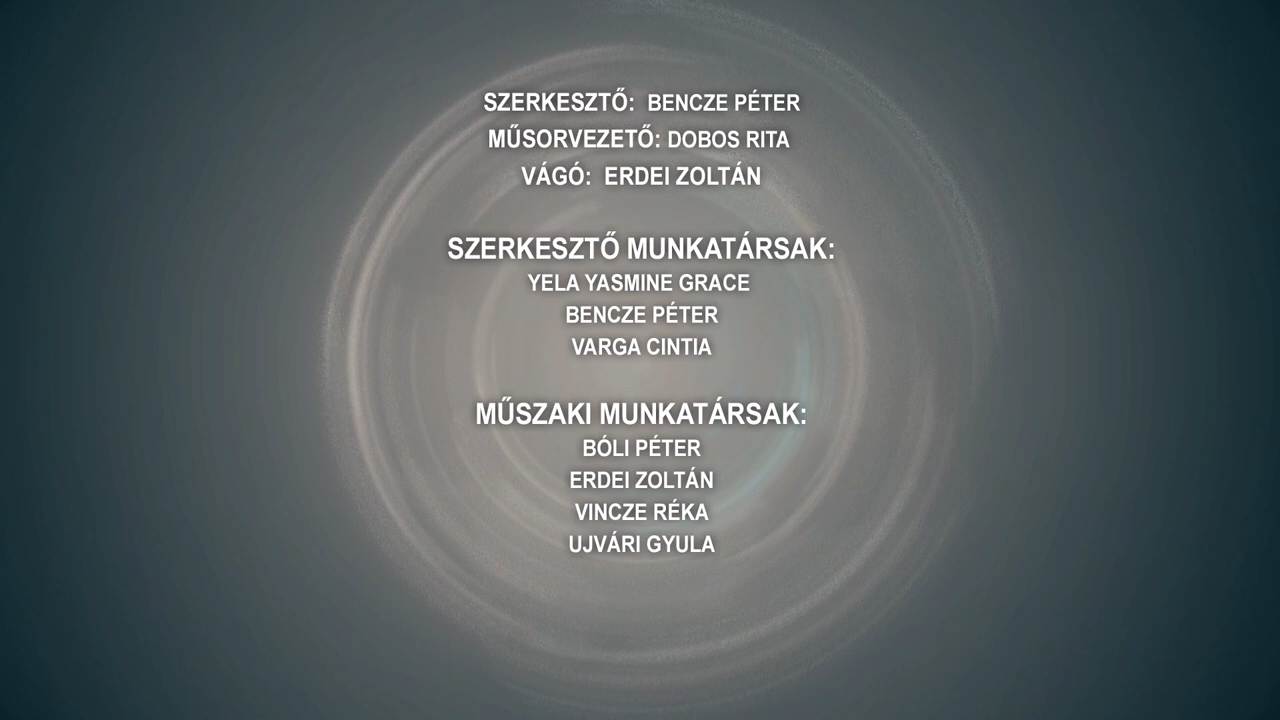 SZERKESZTŐ: BENCZE PÉTER
MŰSORVEZETŐ: DOBOS RITA
VÁGÓ: ERDEI ZOLTÁN
SZERKESZTŐ MUNKATÁRSAK:
YELA YASMINE GRACE
BENCZE PÉTER
VARGA CINTIA
MŰSZAKI MUNKATÁRSAK:
BÓLI PÉTER
ERDEI ZOLTÁN
VINCZE RÉKA
UJVÁRI GYULA